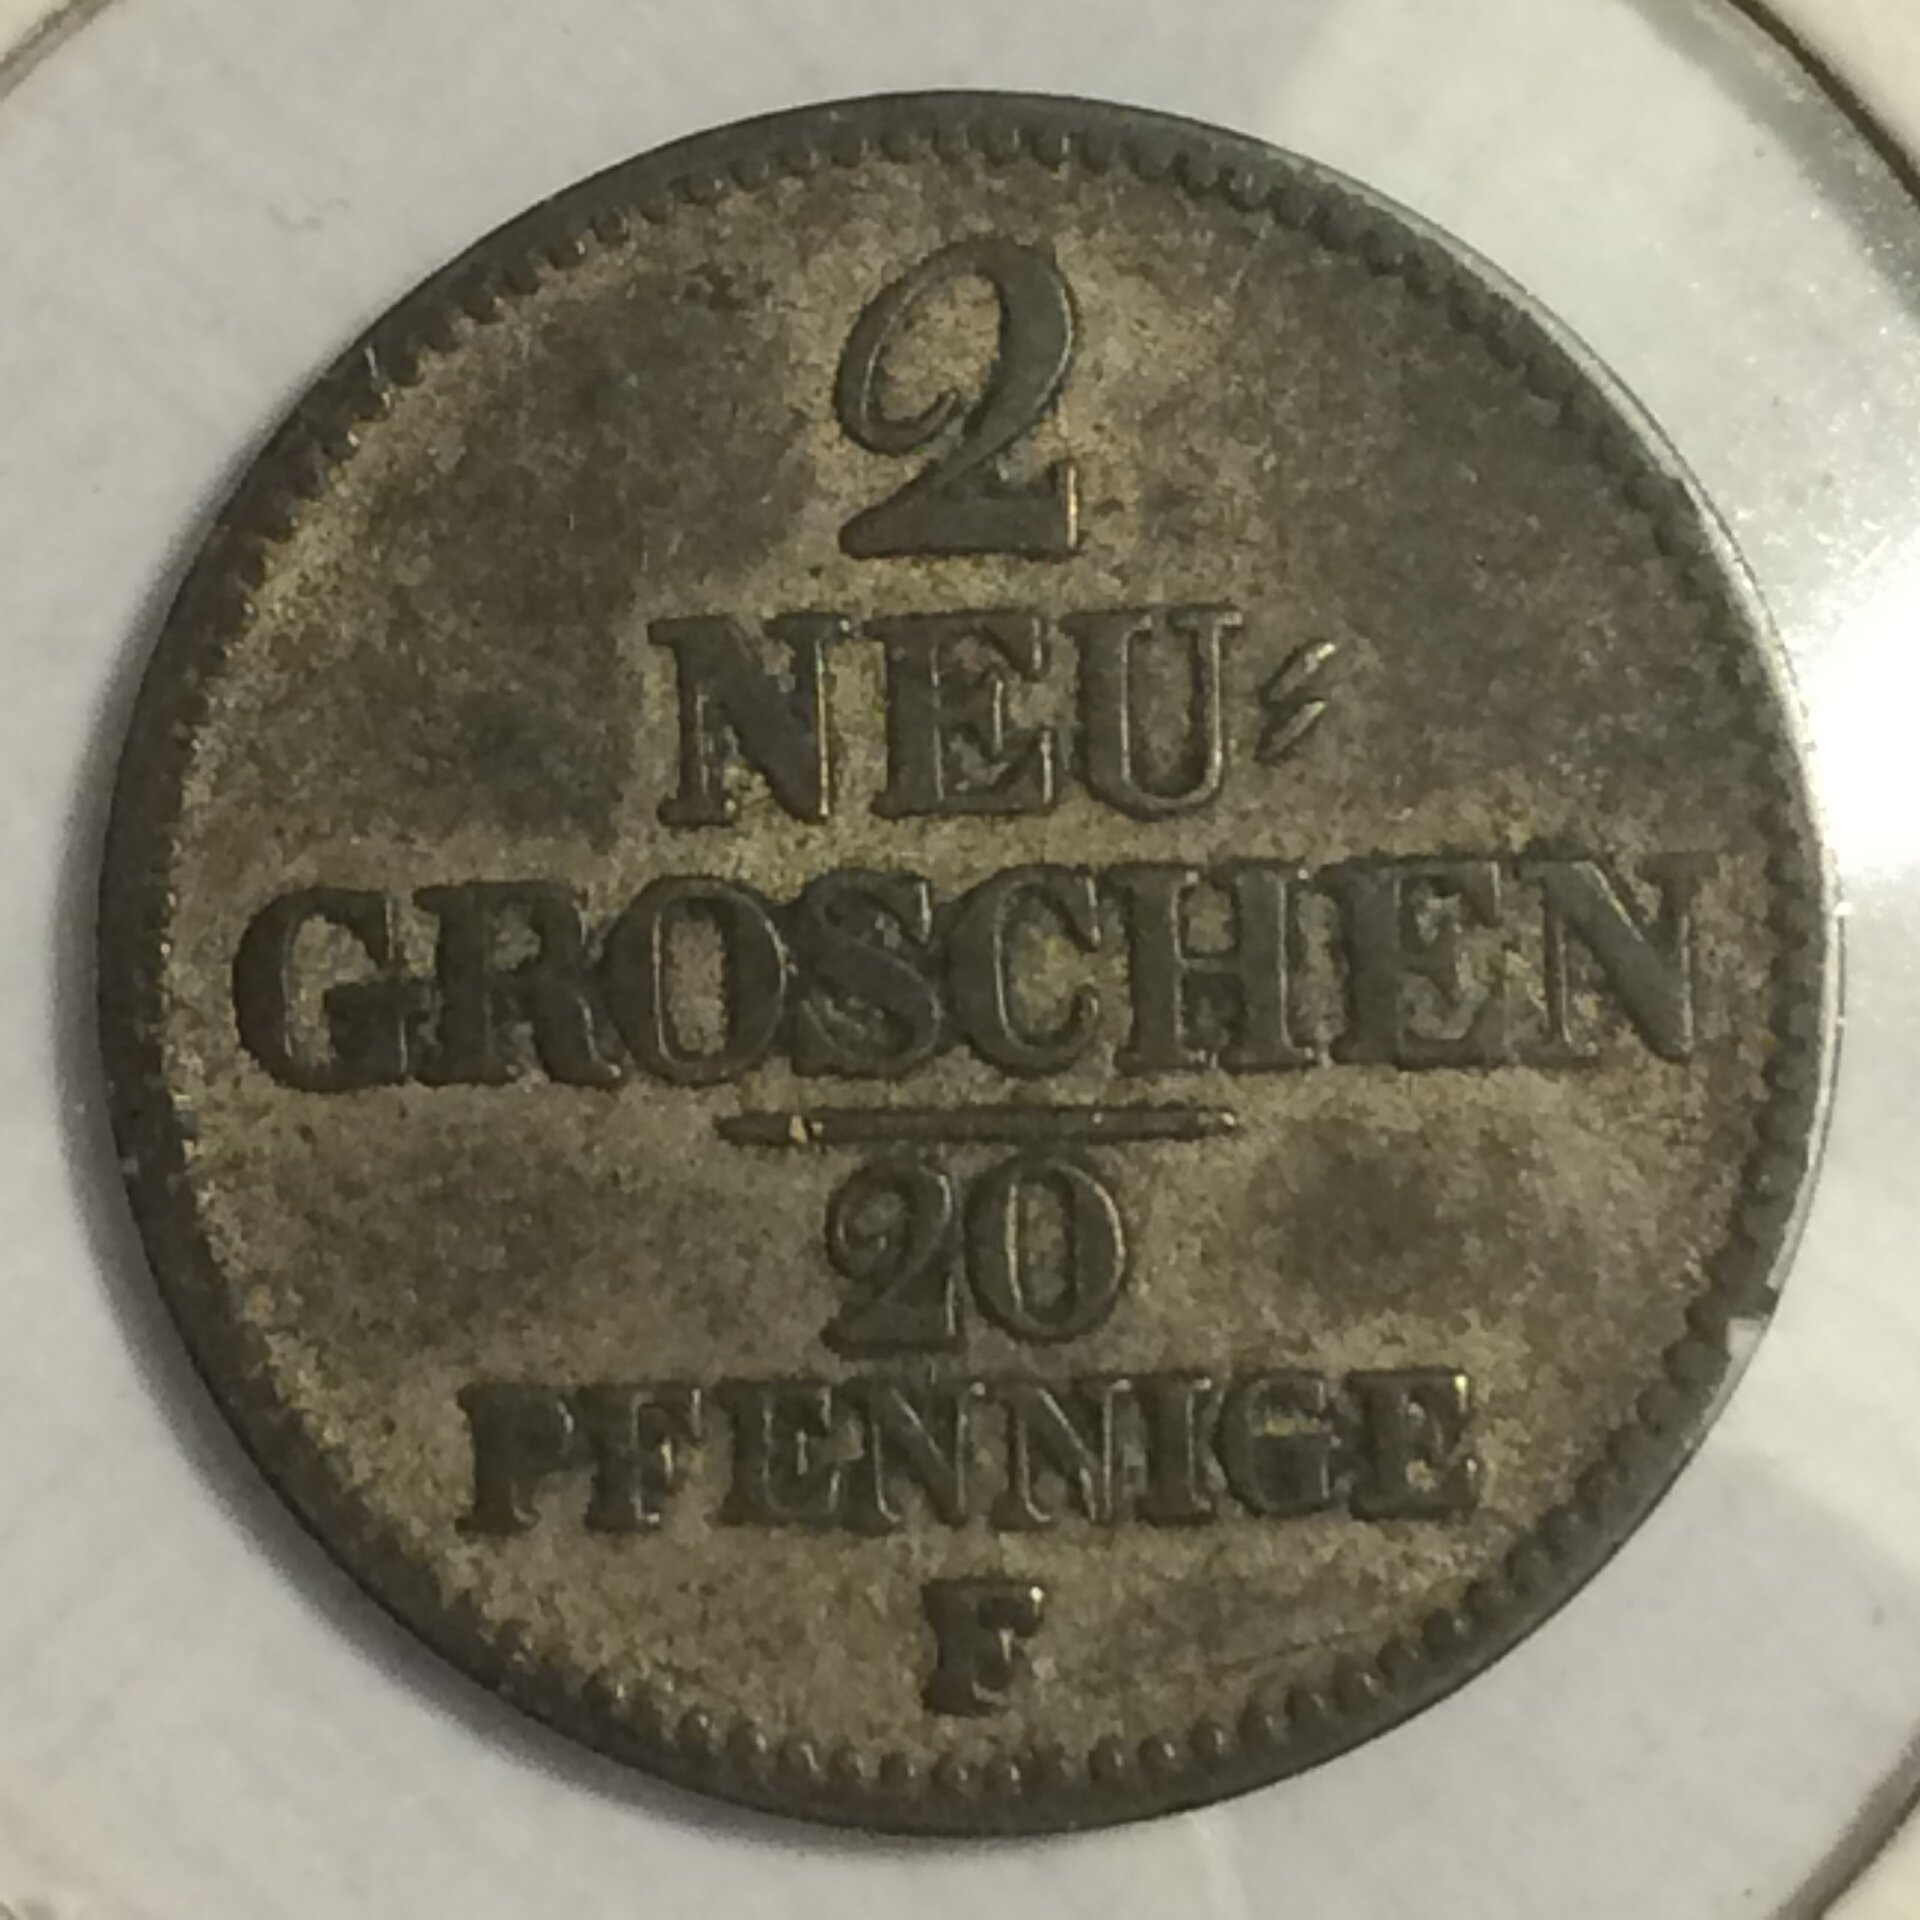 2
NEU⸗
GROSCHEN
20
PFENNIGE
F